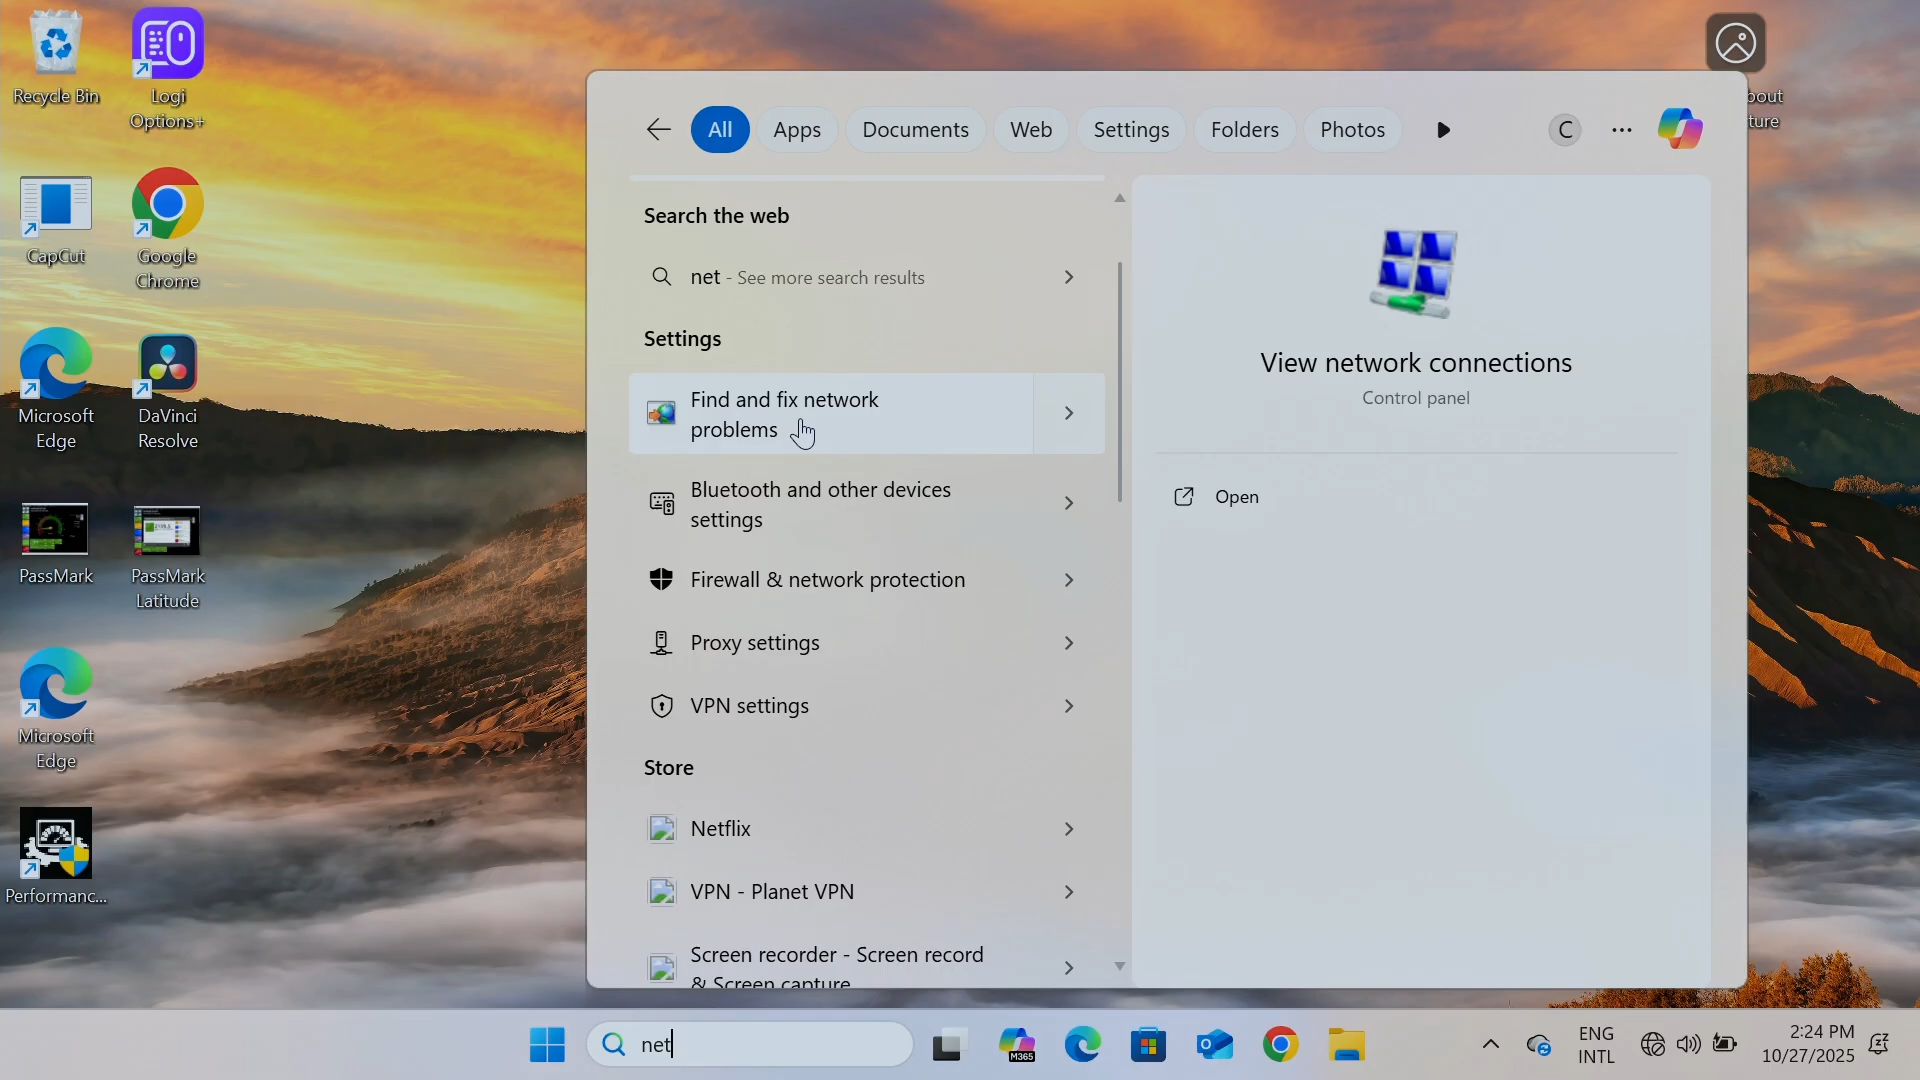 Recycle Bin
Logi
Options+
CapCut
Google
Chrome
Microsoft
Edge
DaVinci
Resolve
PassMark
PassMark
Latitude
Microsoft
Edge
Performanc...
bout
ture
All
Apps
Documents
Web
Settings
Folders
Photos
C
Search the web
net - See more search results
Settings
Find and fix network
problems
Bluetooth and other devices
settings
Firewall & network protection
Proxy settings
VPN settings
Store
Netflix
VPN - Planet VPN
Screen recorder - Screen record
& Screen capture
View network connections
Control panel
Open
net
M365
ENG
INTL
2:24 PM
10/27/2025